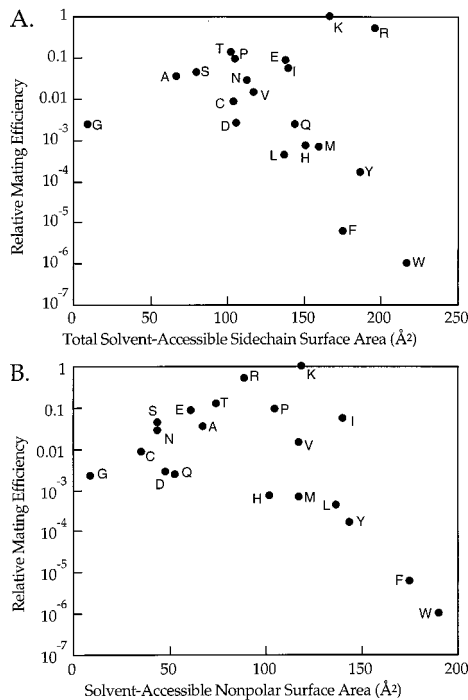 A.
Relative Mating Efficiency
1
0.1
0.01
10-3
10-4
10-5
10-6
10-7
K
R
T
P
E
I
A
S
N
V
C
D
Q
G
L
H
M
Y
F
W
0
50
100
150
200
250
Total Solvent-Accessible Sidechain Surface Area (Å2)
B.
Relative Mating Efficiency
1
0.1
0.01
10-3
10-4
10-5
10-6
10-7
R
K
S
E
T
P
I
N
A
V
C
G
D
Q
H
M
L
Y
F
W
0
50
100
150
200
Solvent-Accessible Nonpolar Surface Area (Å2)